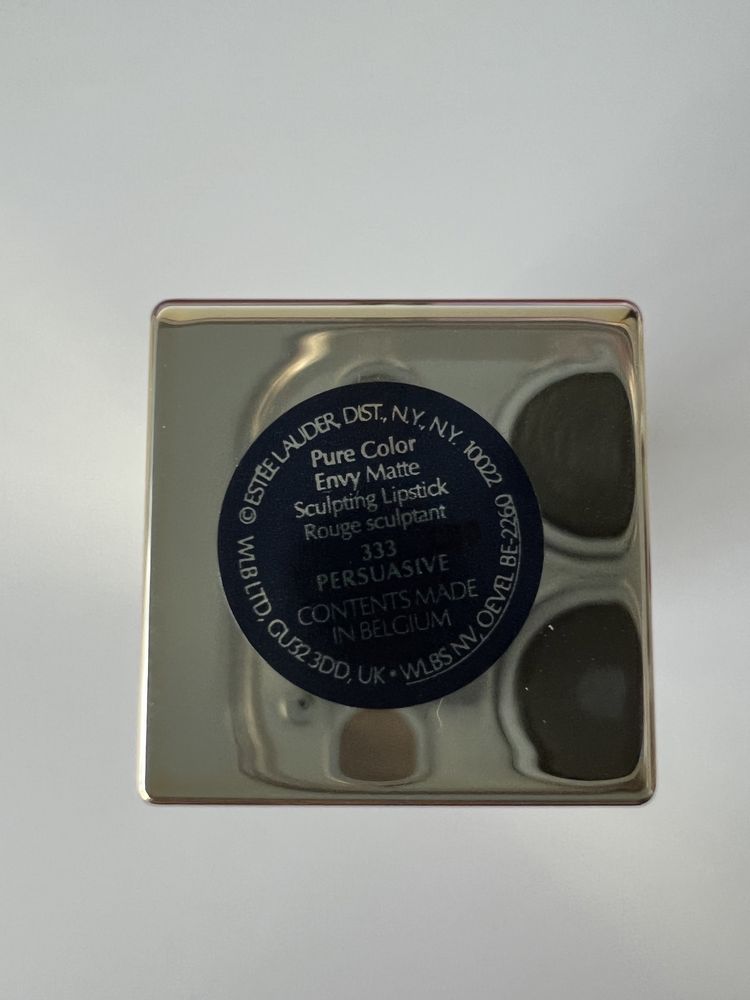 © ESTĒE LAUDER, DIST., N.Y., N.Y. 10022
Pure Color
Envy Matte
Sculpting Lipstick
Rouge sculptant
333
PERSUASIVE
CONTENTS MADE
IN BELGIUM
WLB LTD, GU32 3DD, UK • WLBS NV, OEVEL BE-2260